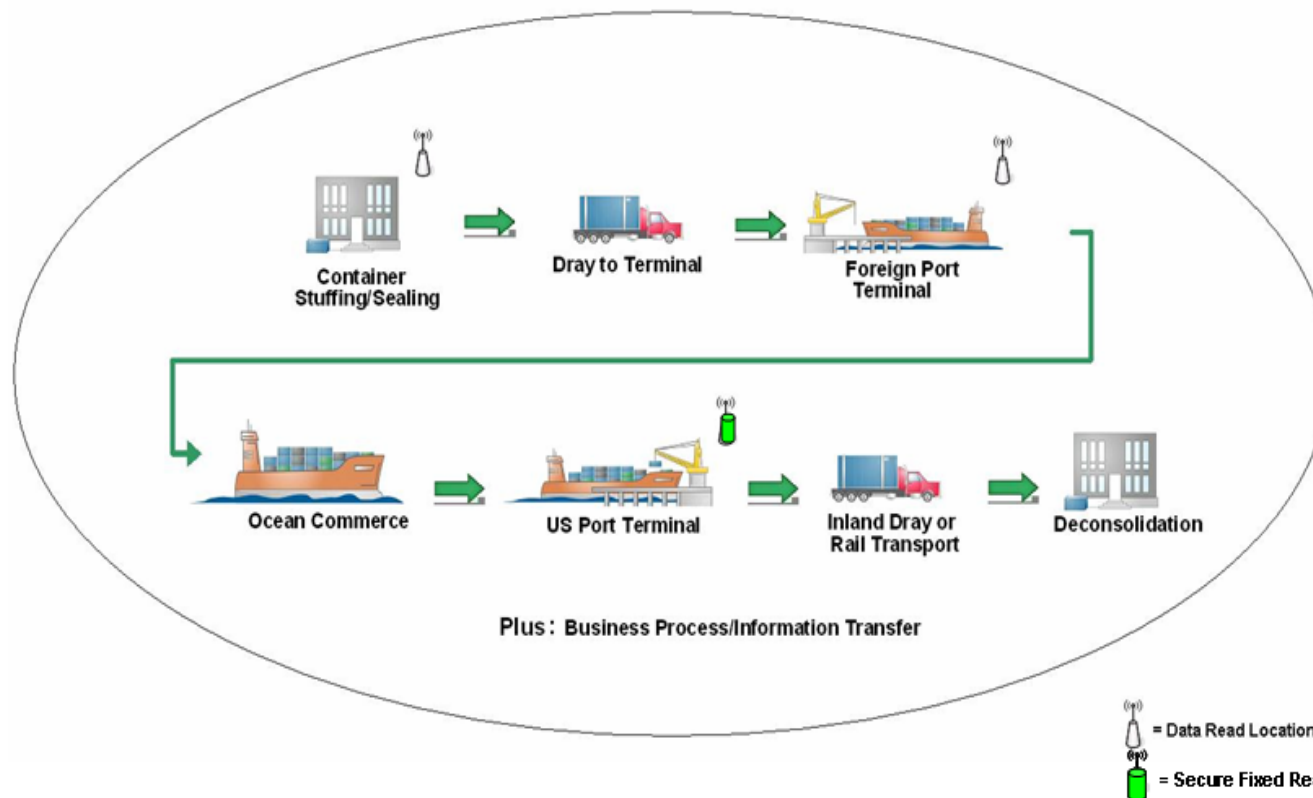 Container
Stuffing/Sealing
Dray to Terminal
Foreign Port
Terminal
Ocean Commerce
US Port Terminal
Inland Dray or
Rail Transport
Deconsolidation
Plus: Business Process/Information Transfer
= Data Read Location
= Secure Fixed